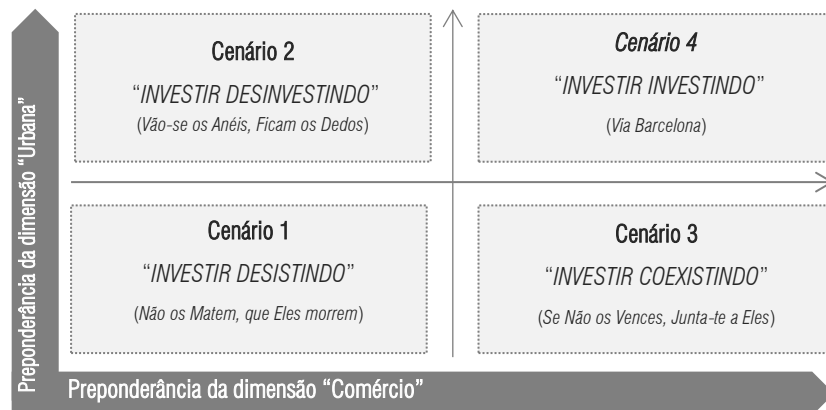 Preponderância da dimensão “Urbana”
Cenário 2
“INVESTIR DESINVESTINDO”
(Vão-se os Anéis, Ficam os Dedos)
Cenário 4
“INVESTIR INVESTINDO”
(Via Barcelona)
Cenário 1
“INVESTIR DESISTINDO”
(Não os Matem, que Eles morrem)
Cenário 3
“INVESTIR COEXISTINDO”
(Se Não os Vences, Junta-te a Eles)
Preponderância da dimensão “Comércio”